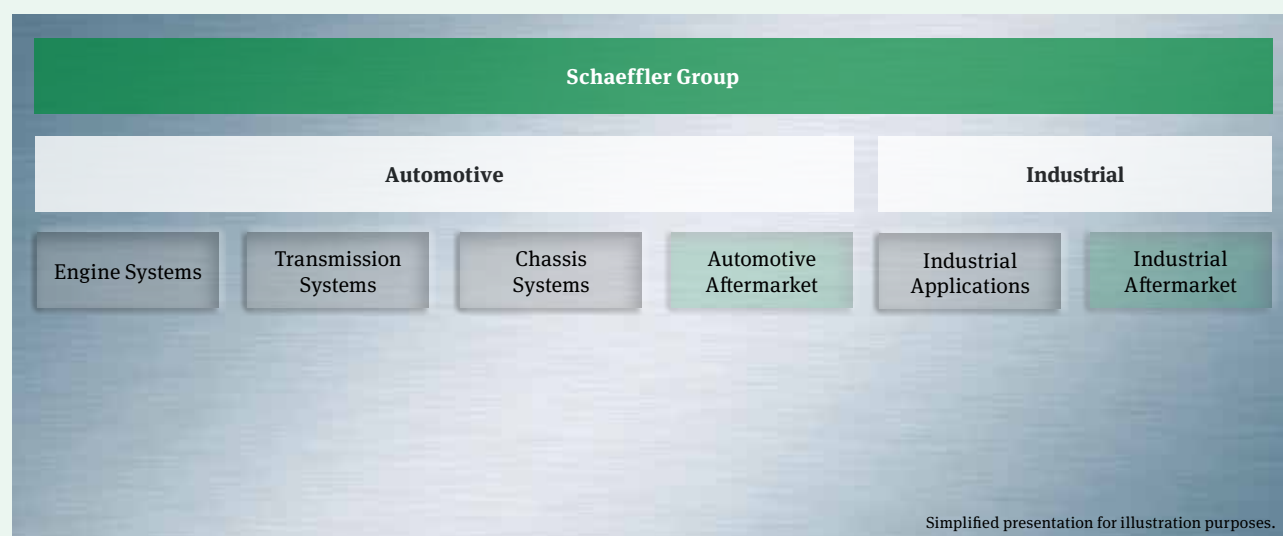 Schaeffler Group
Automotive
Industrial
Engine Systems
Transmission
Systems
Chassis
Systems
Automotive
Aftermarket
Industrial
Applications
Industrial
Aftermarket
Simplified presentation for illustration purposes.